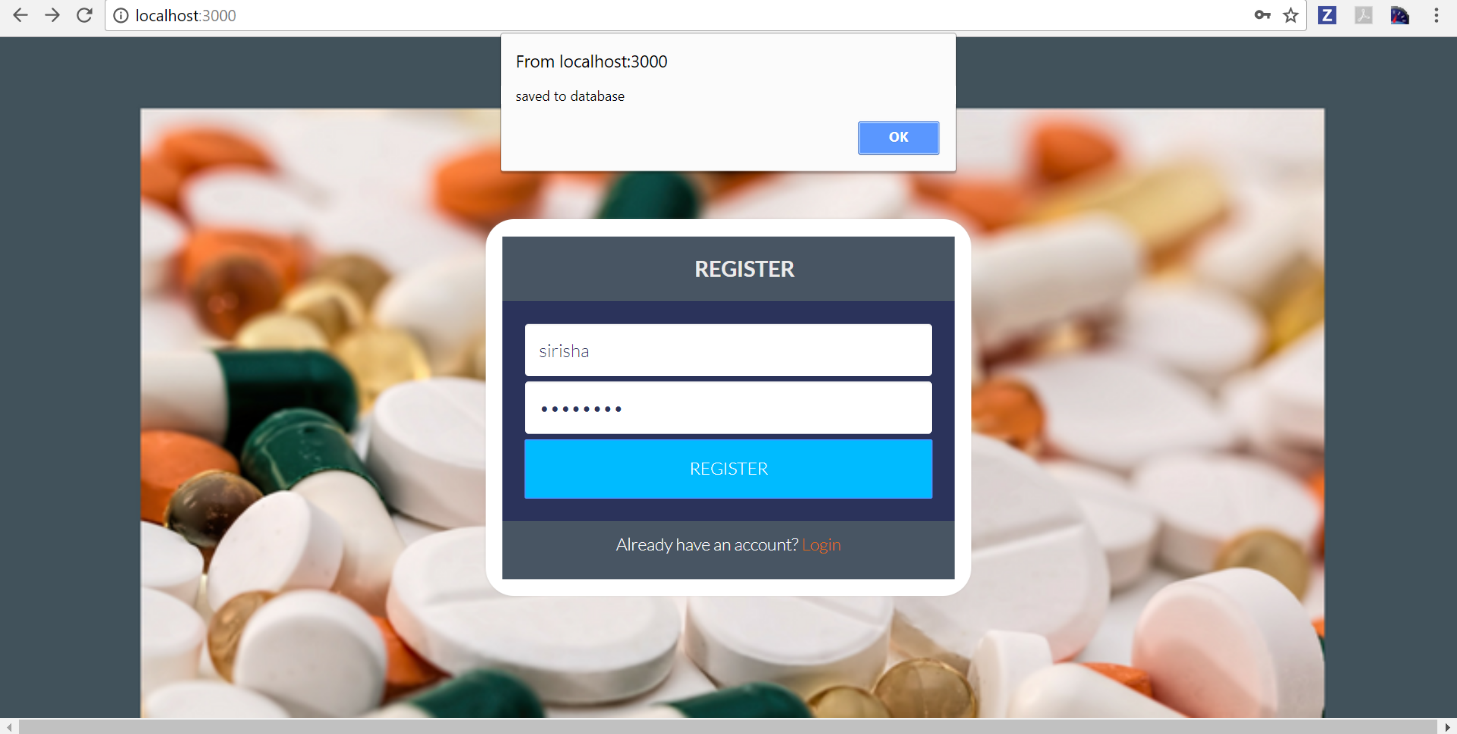 localhost:3000
Z
From localhost:3000
saved to database
OK
REGISTER
sirisha
••••••••
REGISTER
Already have an account? Login